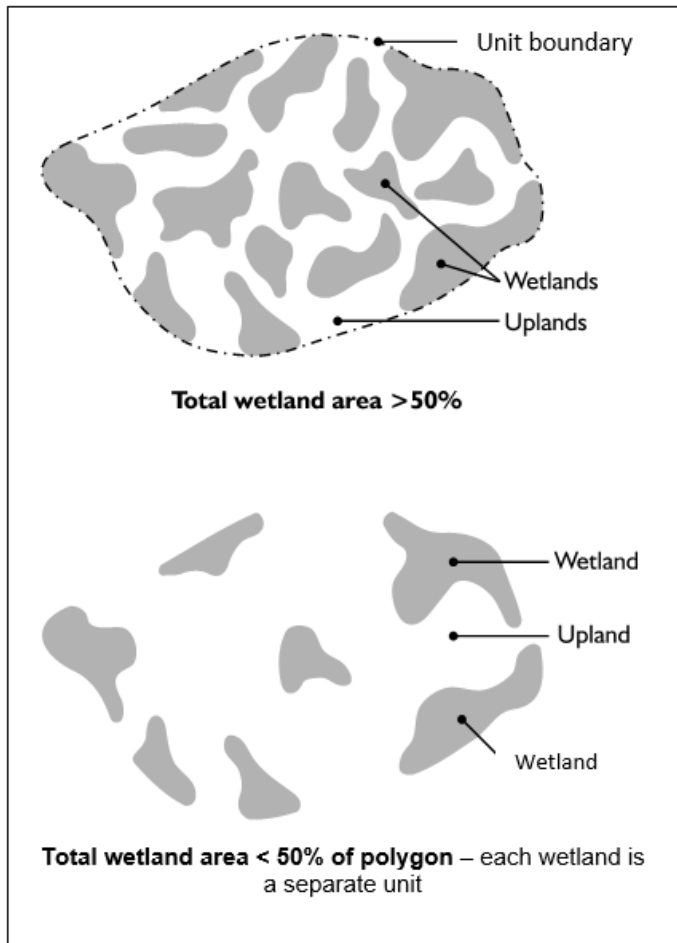 Unit boundary
Wetlands
Uplands
Total wetland area >50%
Wetland
Upland
Wetland
Total wetland area < 50% of polygon – each wetland is
a separate unit